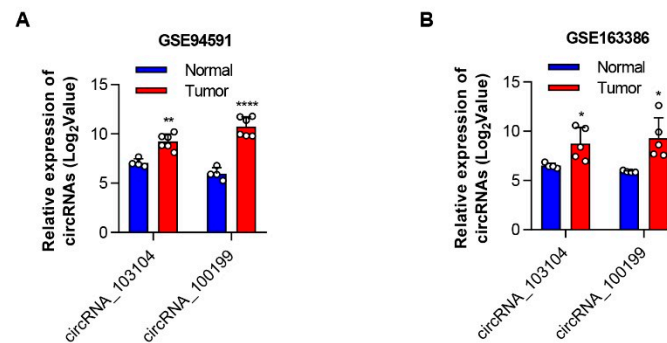 A
GSE94591
Normal
Tumor
Relative expression of
circRNAs (Log₂Value)
15
10
5
0
**
****
circRNA_103104
circRNA_100199
B
GSE163386
Normal
Tumor
Relative expression of
circRNAs (Log₂Value)
15
10
5
0
*
*
circRNA_103104
circRNA_100199